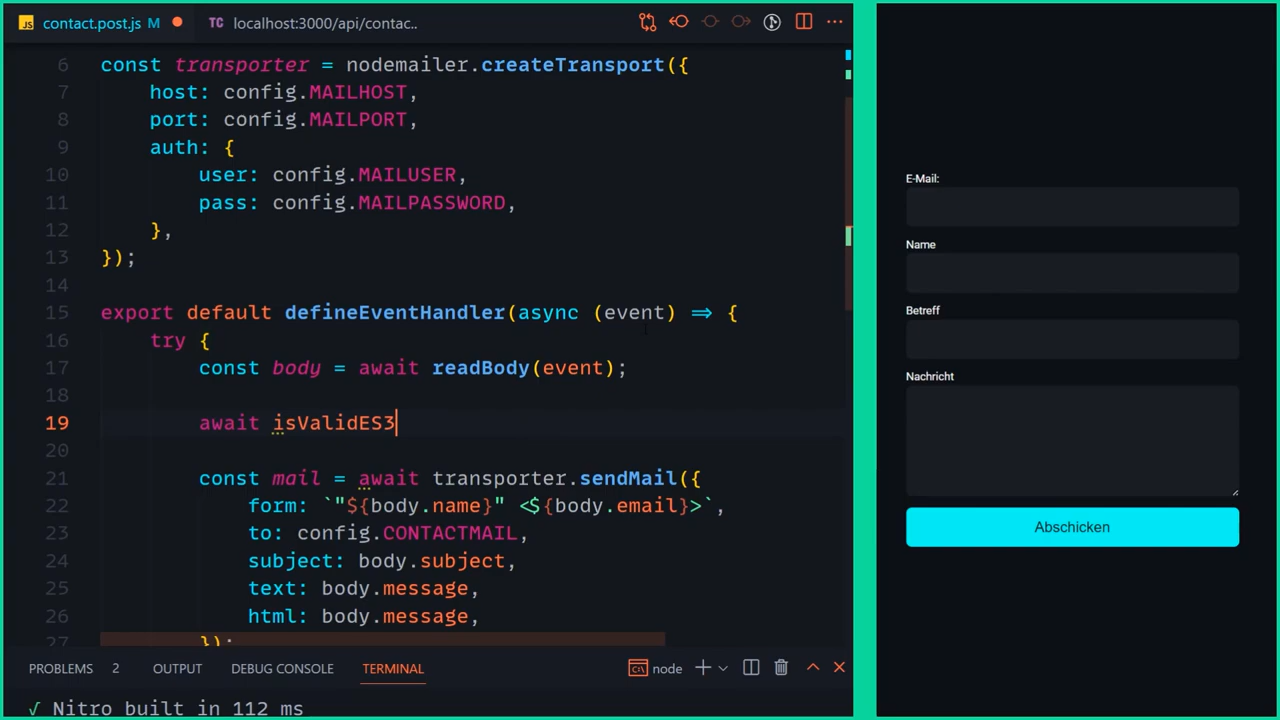 JS contact.post.js M TC localhost:3000/api/contac..
6 const transporter = nodemailer.createTransport({
7 host: config.MAILHOST,
8 port: config.MAILPORT,
9 auth: {
10 user: config.MAILUSER,
11 pass: config.MAILPASSWORD,
12 },
13 });
14
15 export default defineEventHandler(async (event) => {
16 try {
17 const body = await readBody(event);
18
19 await isValidES3
20
21 const mail = await transporter.sendMail({
22 form: `"${body.name}" <${body.email}>`,
23 to: config.CONTACTMAIL,
24 subject: body.subject,
25 text: body.message,
26 html: body.message,
27 });
PROBLEMS 2 OUTPUT DEBUG CONSOLE TERMINAL node
√ Nitro built in 112 ms
E-Mail:
Name
Betreff
Nachricht
Abschicken